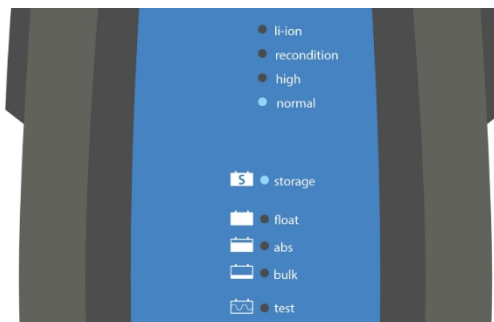 li-ion
recondition
high
normal
S storage
float
abs
bulk
test